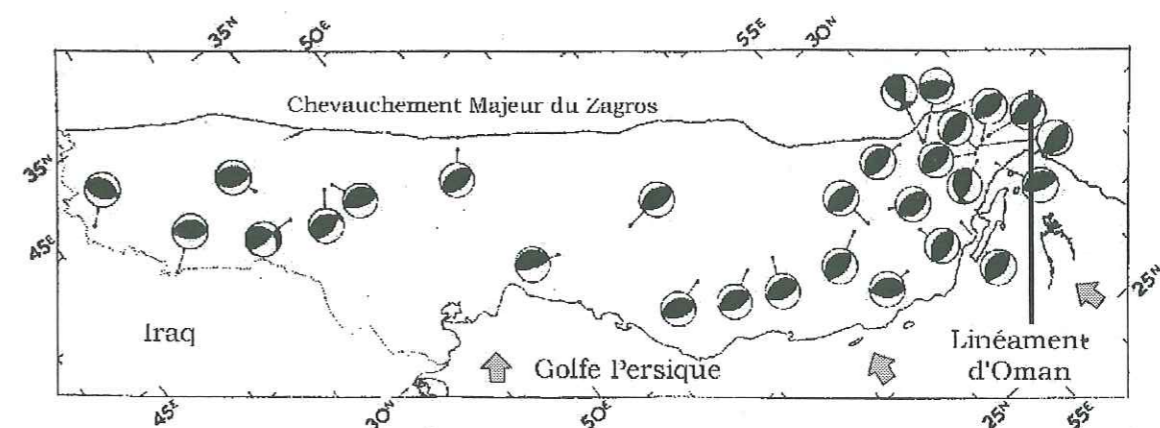 35N
50E
55E
30N
Chevauchement Majeur du Zagros
35N
45E
25N
Iraq
Golfe Persique
Linéament
d'Oman
45E
30N
50E
25N
55E